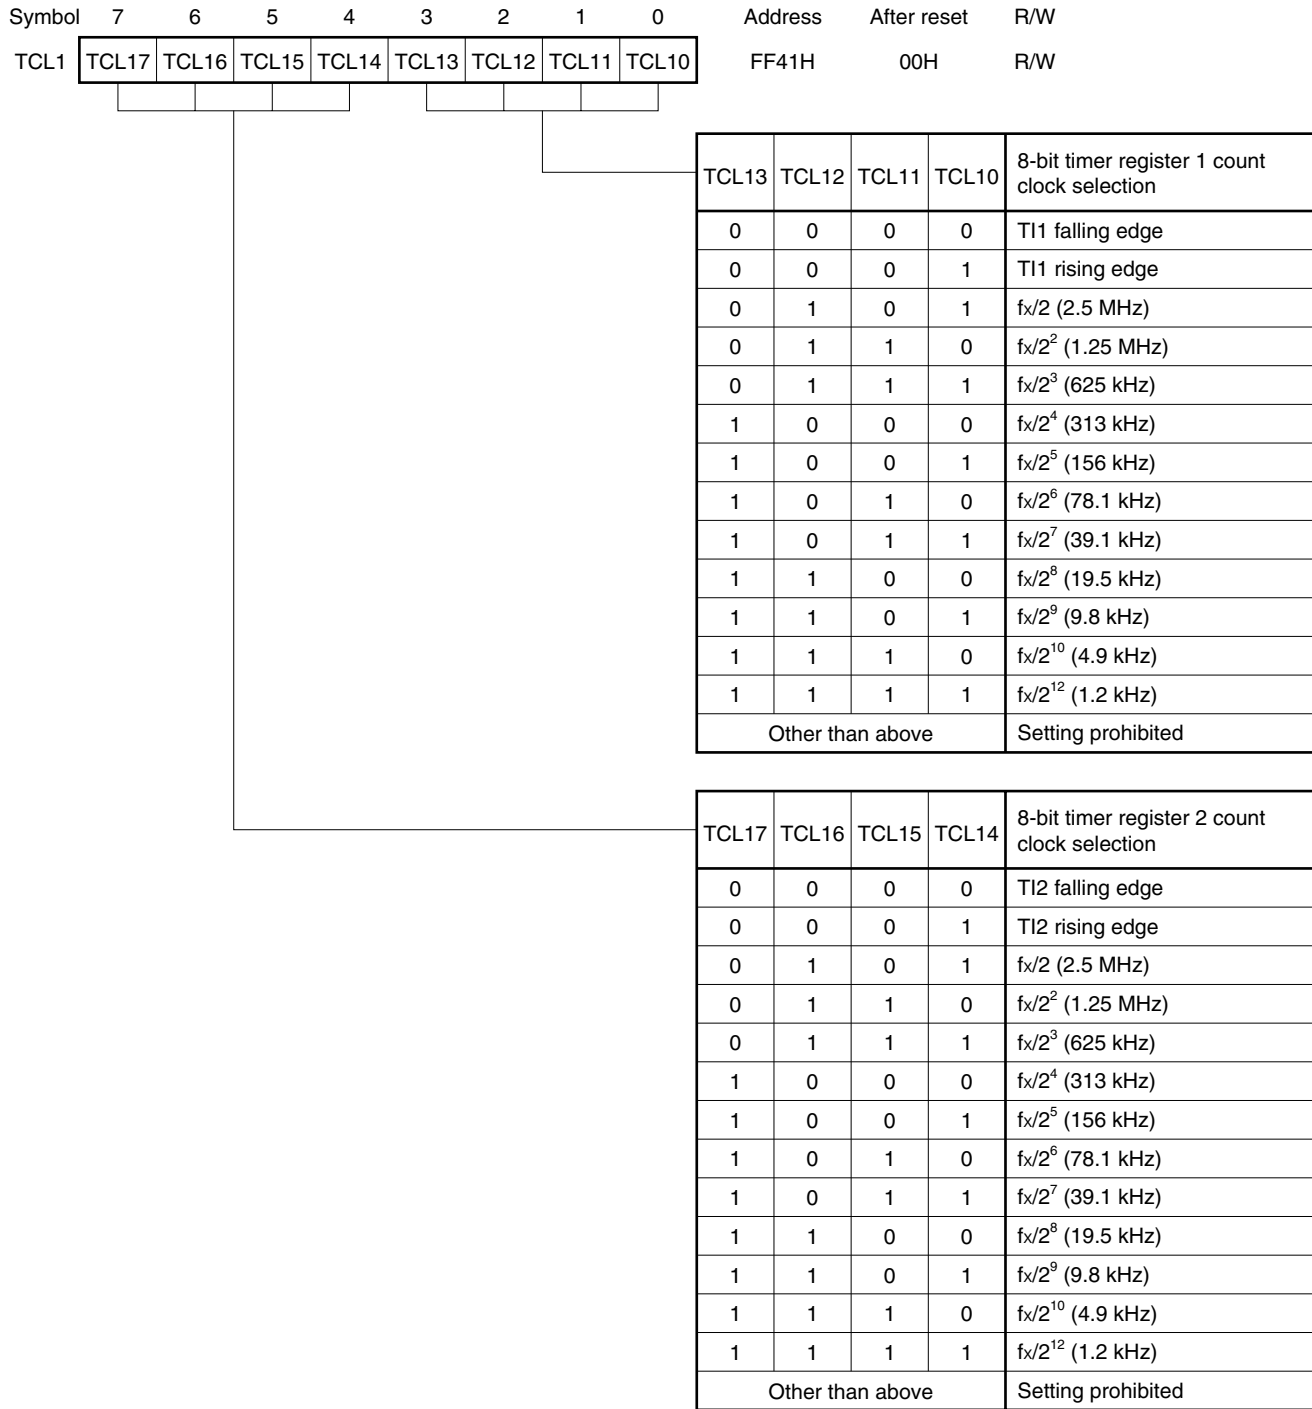 Symbol 7 6 5 4 3 2 1 0 Address After reset R/W
TCL1 TCL17 TCL16 TCL15 TCL14 TCL13 TCL12 TCL11 TCL10 FF41H 00H R/W
TCL13 TCL12 TCL11 TCL10 8-bit timer register 1 count
clock selection
0 0 0 0 TI1 falling edge
0 0 0 1 TI1 rising edge
0 1 0 1 fx/2 (2.5 MHz)
0 1 1 0 fx/2² (1.25 MHz)
0 1 1 1 fx/2³ (625 kHz)
1 0 0 0 fx/2⁴ (313 kHz)
1 0 0 1 fx/2⁵ (156 kHz)
1 0 1 0 fx/2⁶ (78.1 kHz)
1 0 1 1 fx/2⁷ (39.1 kHz)
1 1 0 0 fx/2⁸ (19.5 kHz)
1 1 0 1 fx/2⁹ (9.8 kHz)
1 1 1 0 fx/2¹⁰ (4.9 kHz)
1 1 1 1 fx/2¹² (1.2 kHz)
Other than above Setting prohibited
TCL17 TCL16 TCL15 TCL14 8-bit timer register 2 count
clock selection
0 0 0 0 TI2 falling edge
0 0 0 1 TI2 rising edge
0 1 0 1 fx/2 (2.5 MHz)
0 1 1 0 fx/2² (1.25 MHz)
0 1 1 1 fx/2³ (625 kHz)
1 0 0 0 fx/2⁴ (313 kHz)
1 0 0 1 fx/2⁵ (156 kHz)
1 0 1 0 fx/2⁶ (78.1 kHz)
1 0 1 1 fx/2⁷ (39.1 kHz)
1 1 0 0 fx/2⁸ (19.5 kHz)
1 1 0 1 fx/2⁹ (9.8 kHz)
1 1 1 0 fx/2¹⁰ (4.9 kHz)
1 1 1 1 fx/2¹² (1.2 kHz)
Other than above Setting prohibited